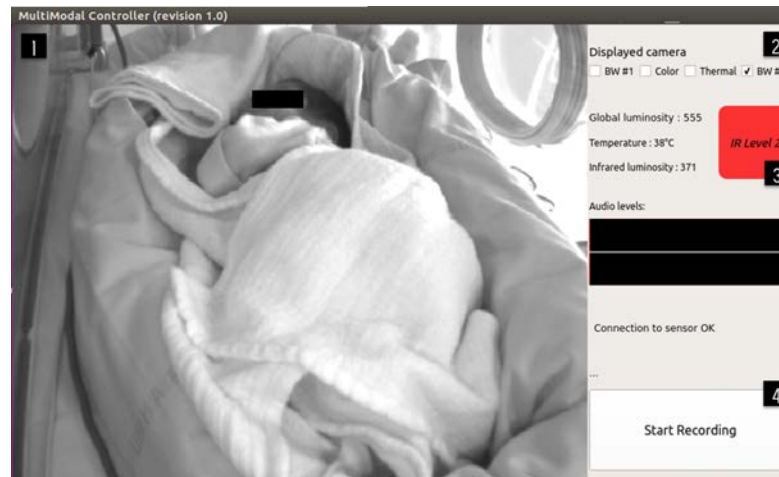 MultiModal Controller (revision 1.0)
1
2
Displayed camera
BW #1 Color Thermal BW #
Global luminosity : 555
Temperature : 38°C
IR Level 2
Infrared luminosity : 371
3
Audio levels:
Connection to sensor OK
...
4
Start Recording